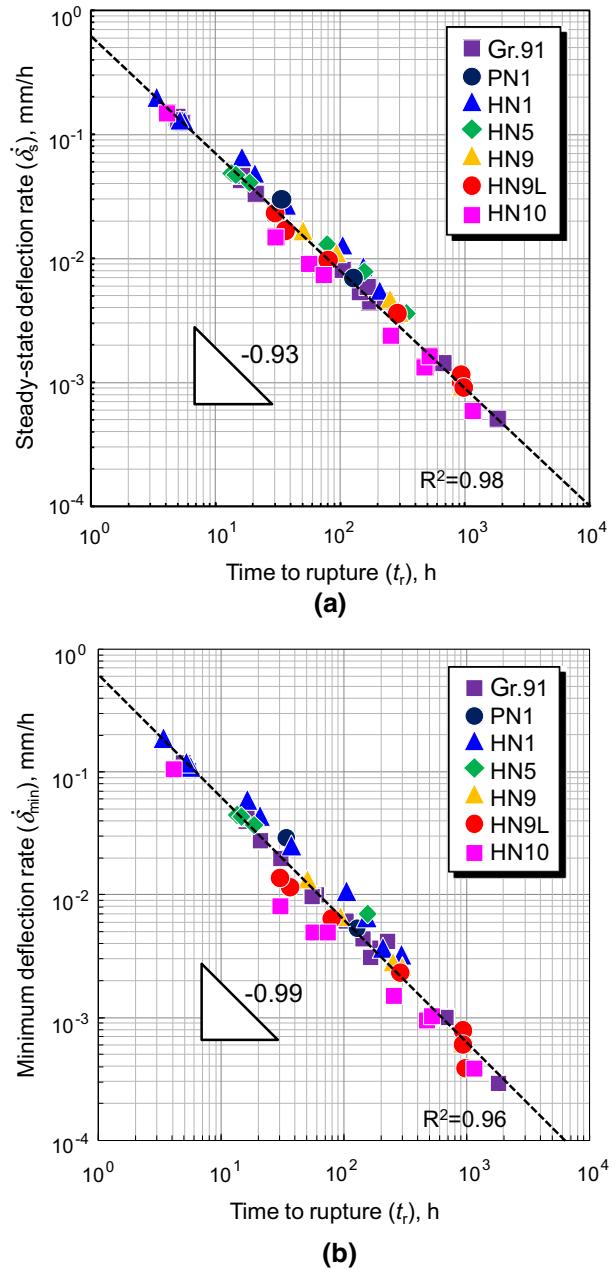 Steady-state deflection rate (δ̇s), mm/h
10⁰
10⁻¹
10⁻²
10⁻³
10⁻⁴
Gr.91
PN1
HN1
HN5
HN9
HN9L
HN10
-0.93
R²=0.98
10⁰ 10¹ 10² 10³ 10⁴
Time to rupture (tr), h
(a)
Minimum deflection rate (δ̇min), mm/h
10⁰
10⁻¹
10⁻²
10⁻³
10⁻⁴
Gr.91
PN1
HN1
HN5
HN9
HN9L
HN10
-0.99
R²=0.96
10⁰ 10¹ 10² 10³ 10⁴
Time to rupture (tr), h
(b)